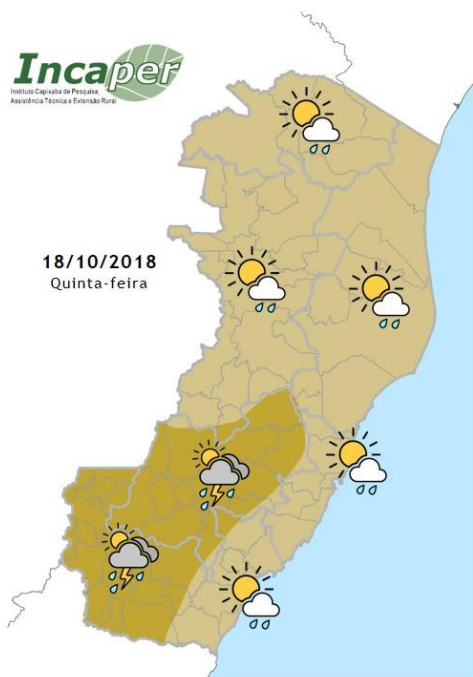 Incaper
Instituto Capixaba de Pesquisa,
Assistência Técnica e Extensão Rural
18/10/2018
Quinta-feira